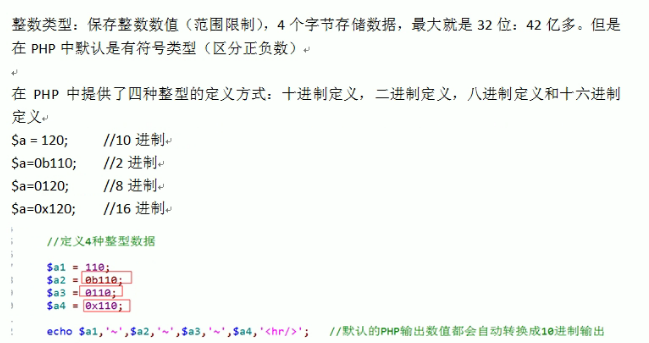 整数类型：保存整数数值（范围限制），4 个字节存储数据，最大就是 32 位：42 亿多。但是
在 PHP 中默认是有符号类型（区分正负数）
在 PHP 中提供了四种整型的定义方式：十进制定义，二进制定义，八进制定义和十六进制
定义
$a = 120; //10 进制
$a=0b110; //2 进制
$a=0120; //8 进制
$a=0x120; //16 进制
//定义4种整型数据
$a1 = 110;
$a2 = 0b110;
$a3 = 0110;
$a4 = 0x110;
echo $a1,'~',$a2,'~',$a3,'~',$a4,'<hr/>'; //默认的PHP输出数值都会自动转换成10进制输出